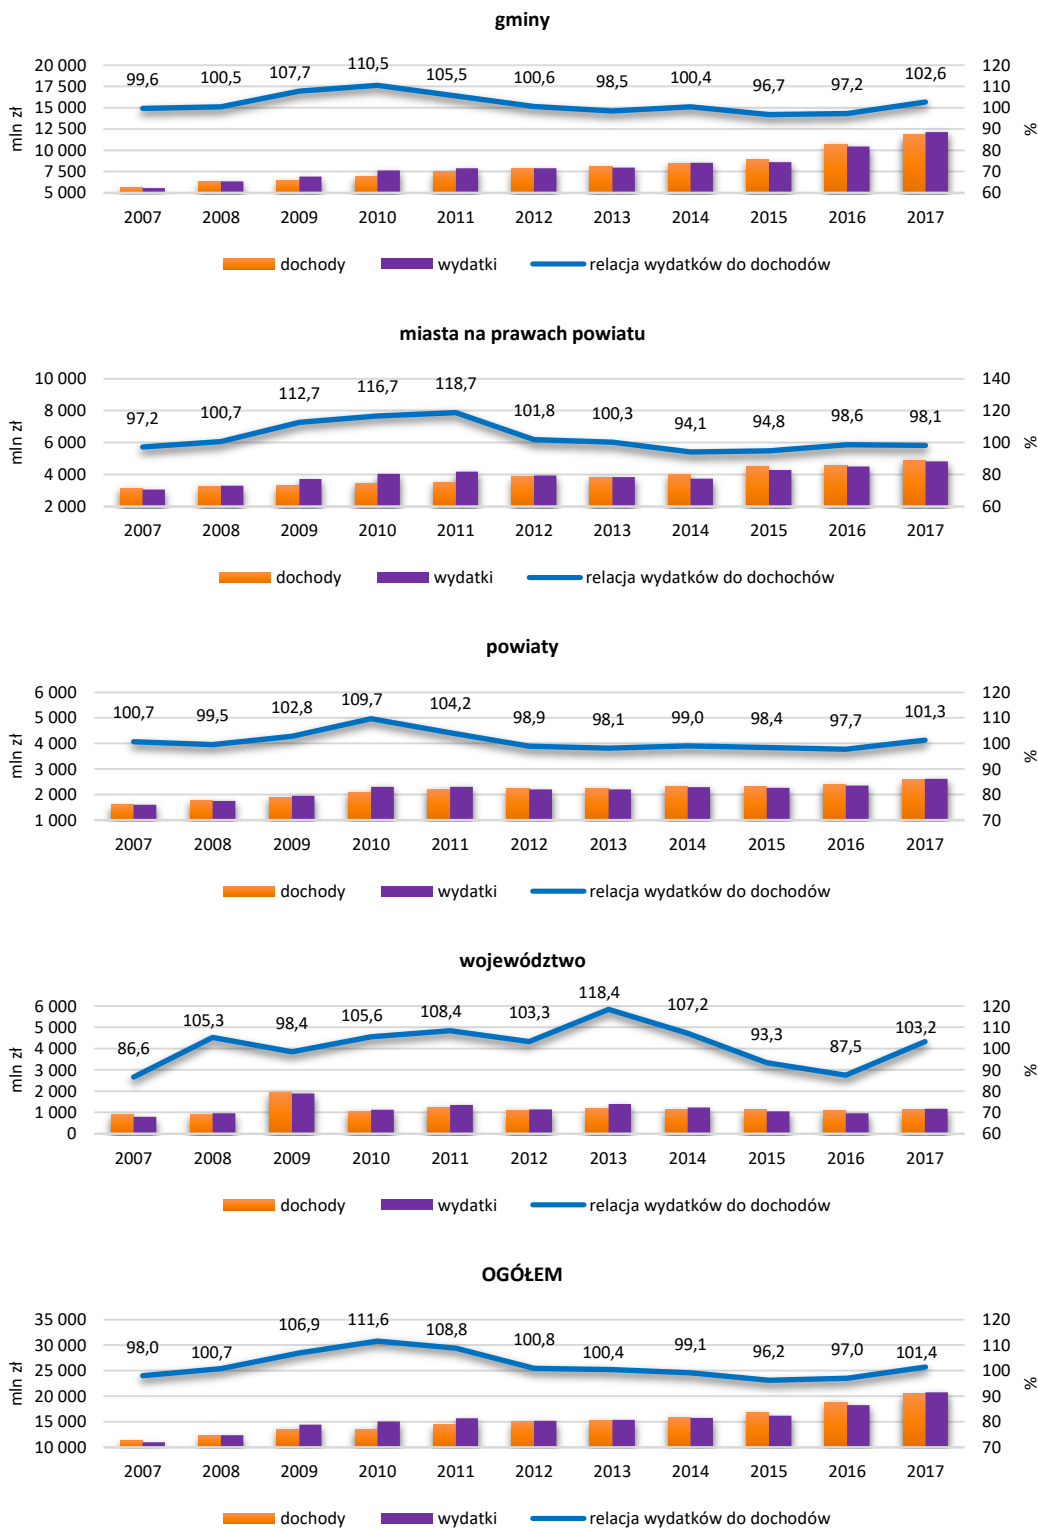 gminy
20 000
17 500
15 000
12 500
10 000
7 500
5 000
mln zł
99,6 100,5 107,7 110,5 105,5 100,6 98,5 100,4 96,7 97,2 102,6
120
110
100
90
80
70
60
%
2007 2008 2009 2010 2011 2012 2013 2014 2015 2016 2017
dochody wydatki relacja wydatków do dochodów
miasta na prawach powiatu
10 000
8 000
6 000
4 000
2 000
mln zł
97,2 100,7 112,7 116,7 118,7 101,8 100,3 94,1 94,8 98,6 98,1
140
120
100
80
60
%
2007 2008 2009 2010 2011 2012 2013 2014 2015 2016 2017
dochody wydatki relacja wydatków do dochochów
powiaty
6 000
5 000
4 000
3 000
2 000
1 000
mln zł
100,7 99,5 102,8 109,7 104,2 98,9 98,1 99,0 98,4 97,7 101,3
120
110
100
90
80
70
%
2007 2008 2009 2010 2011 2012 2013 2014 2015 2016 2017
dochody wydatki relacja wydatków do dochodów
województwo
6 000
5 000
4 000
3 000
2 000
1 000
0
mln zł
86,6 105,3 98,4 105,6 108,4 103,3 118,4 107,2 93,3 87,5 103,2
120
110
100
90
80
70
60
%
2007 2008 2009 2010 2011 2012 2013 2014 2015 2016 2017
dochody wydatki relacja wydatków do dochodów
OGÓŁEM
35 000
30 000
25 000
20 000
15 000
10 000
mln zł
98,0 100,7 106,9 111,6 108,8 100,8 100,4 99,1 96,2 97,0 101,4
120
110
100
90
80
70
%
2007 2008 2009 2010 2011 2012 2013 2014 2015 2016 2017
dochody wydatki relacja wydatków do dochodów